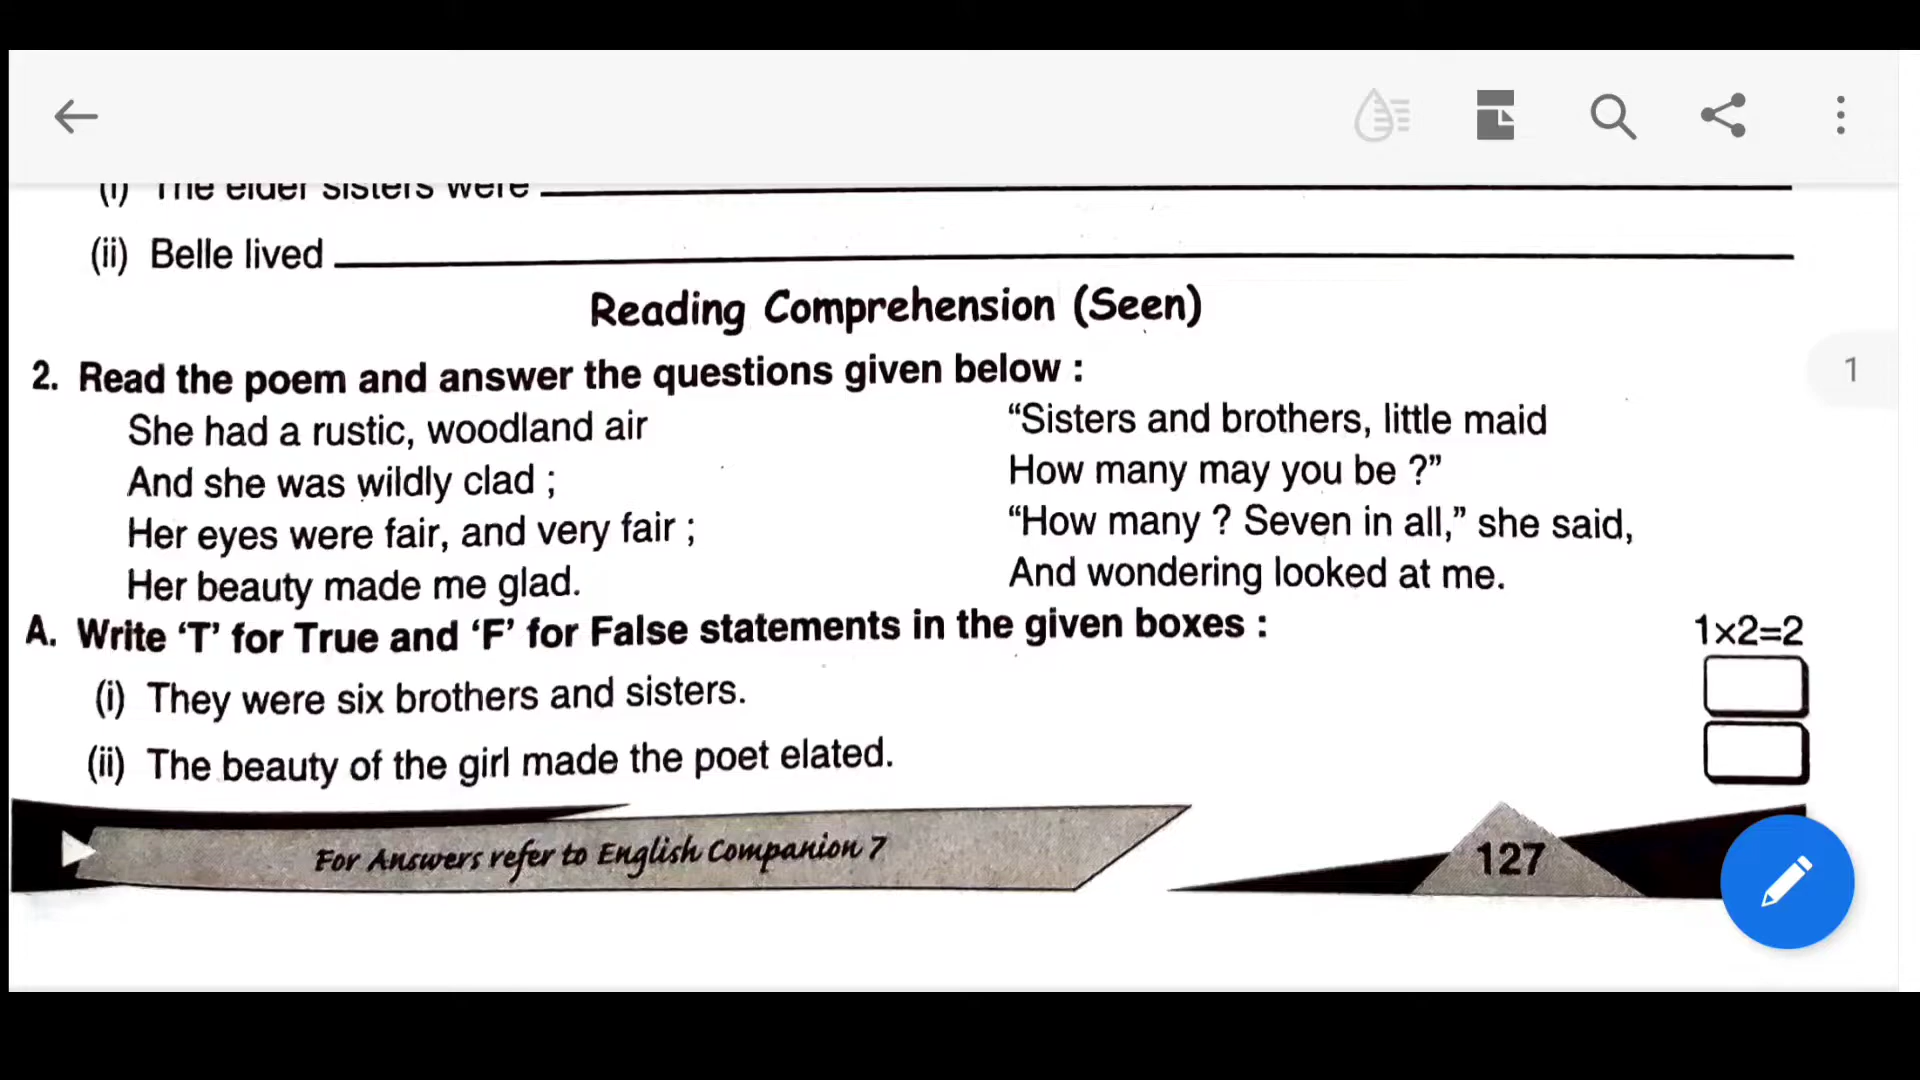 (i) The elder sisters were
(ii) Belle lived
Reading Comprehension (Seen)
2. Read the poem and answer the questions given below :
She had a rustic, woodland air
And she was wildly clad ;
Her eyes were fair, and very fair ;
Her beauty made me glad.
“Sisters and brothers, little maid
How many may you be ?”
“How many ? Seven in all,” she said,
And wondering looked at me.
A. Write ‘T’ for True and ‘F’ for False statements in the given boxes :
1×2=2
(i) They were six brothers and sisters.
(ii) The beauty of the girl made the poet elated.
For Answers refer to English Companion 7
127
1